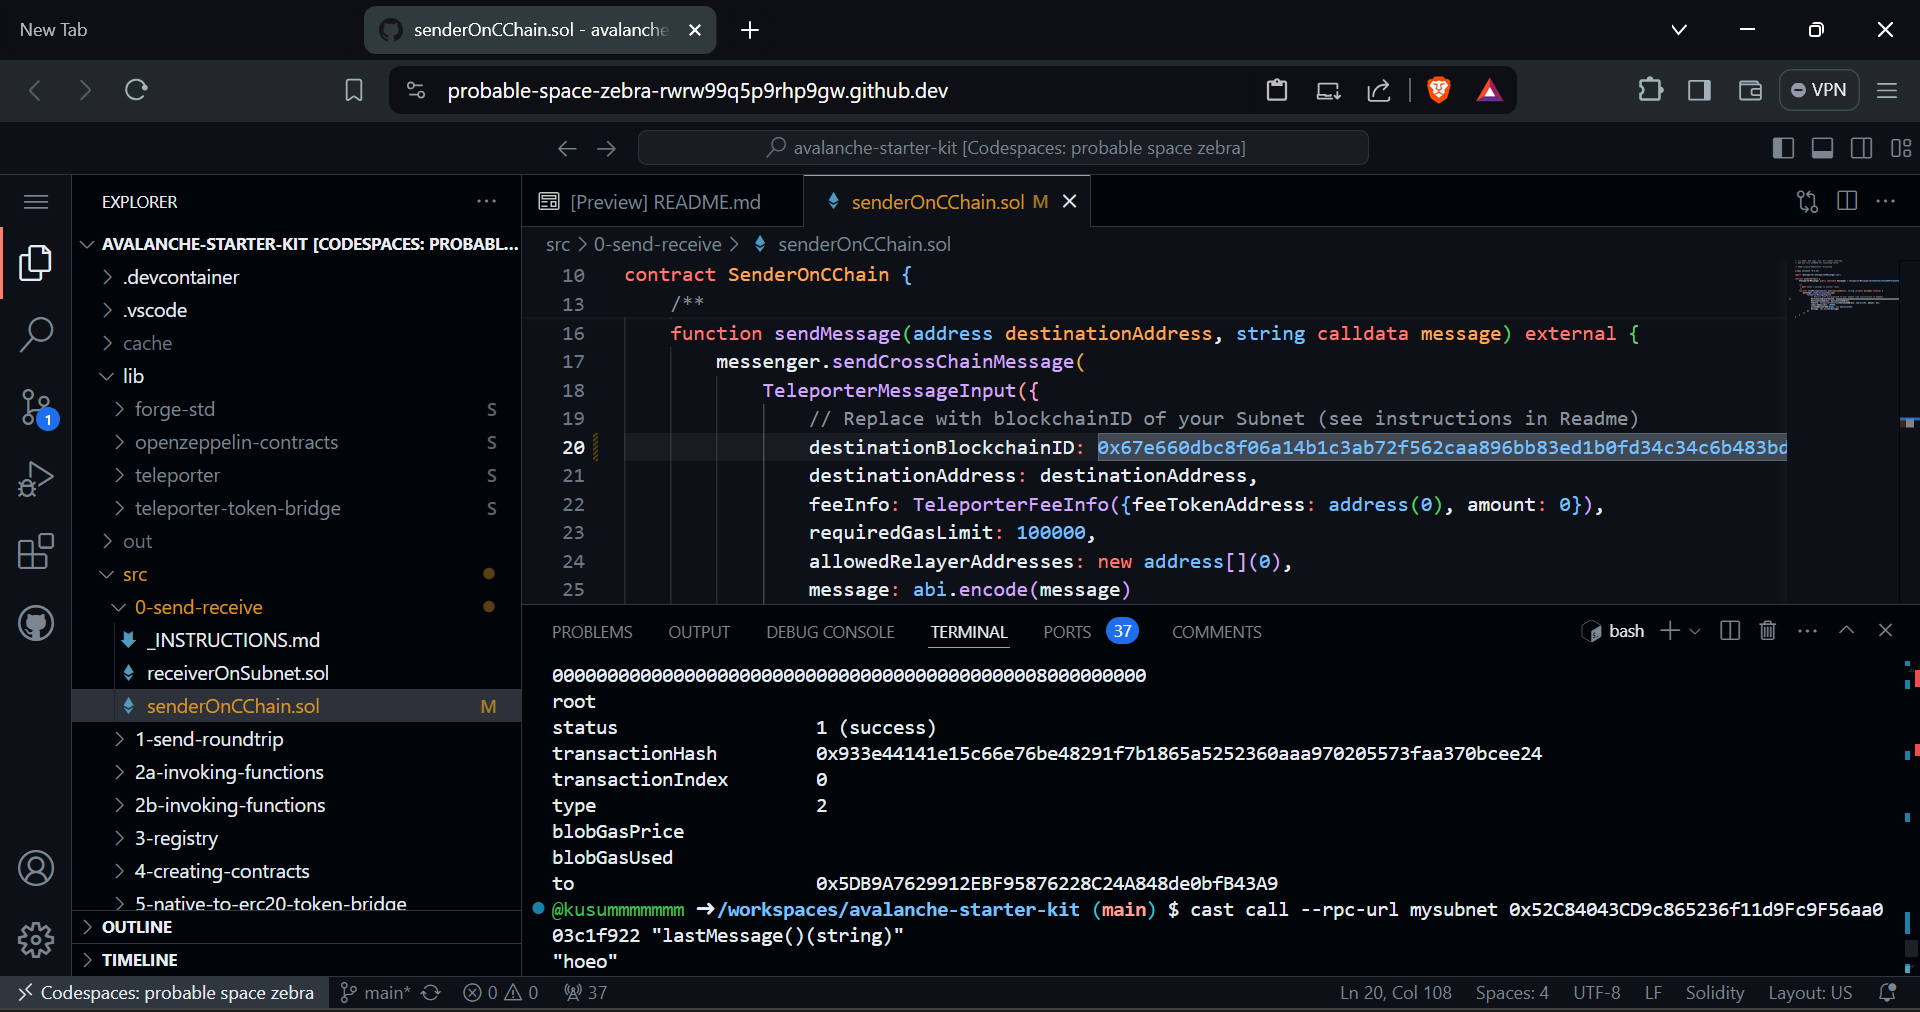 New Tab
senderOnCChain.sol - avalanche
probable-space-zebra-rwrw99q5p9rhp9gw.github.dev
VPN
avalanche-starter-kit [Codespaces: probable space zebra]
EXPLORER
AVALANCHE-STARTER-KIT [CODESPACES: PROBABL...
.devcontainer
.vscode
cache
lib
forge-std S
openzeppelin-contracts S
teleporter S
teleporter-token-bridge S
out
src
0-send-receive
_INSTRUCTIONS.md
receiverOnSubnet.sol
senderOnCChain.sol M
1-send-roundtrip
2a-invoking-functions
2b-invoking-functions
3-registry
4-creating-contracts
5-native-to-erc20-token-bridge
OUTLINE
TIMELINE
1
[Preview] README.md
senderOnCChain.sol M
src > 0-send-receive > senderOnCChain.sol
10 contract SenderOnCChain {
13 /**
16 function sendMessage(address destinationAddress, string calldata message) external {
17 messenger.sendCrossChainMessage(
18 TeleporterMessageInput({
19 // Replace with blockchainID of your Subnet (see instructions in Readme)
20 destinationBlockchainID: 0x67e660dbc8f06a14b1c3ab72f562caa896bb83ed1b0fd34c34c6b483bd
21 destinationAddress: destinationAddress,
22 feeInfo: TeleporterFeeInfo({feeTokenAddress: address(0), amount: 0}),
23 requiredGasLimit: 100000,
24 allowedRelayerAddresses: new address[](0),
25 message: abi.encode(message)
PROBLEMS OUTPUT DEBUG CONSOLE TERMINAL PORTS 37 COMMENTS
bash
000000000000000000000000000000000000000000008000000000
root
status 1 (success)
transactionHash 0x933e44141e15c66e76be48291f7b1865a5252360aaa970205573faa370bcee24
transactionIndex 0
type 2
blobGasPrice
blobGasUsed
to 0x5DB9A7629912EBF95876228C24A848de0bfB43A9
@kusummmmmmm ➜ /workspaces/avalanche-starter-kit (main) $ cast call --rpc-url mysubnet 0x52C84043CD9c865236f11d9Fc9F56aa0
03c1f922 "lastMessage()(string)"
"hoeo"
Codespaces: probable space zebra main* 0 0 37 Ln 20, Col 108 Spaces: 4 UTF-8 LF Solidity Layout: US